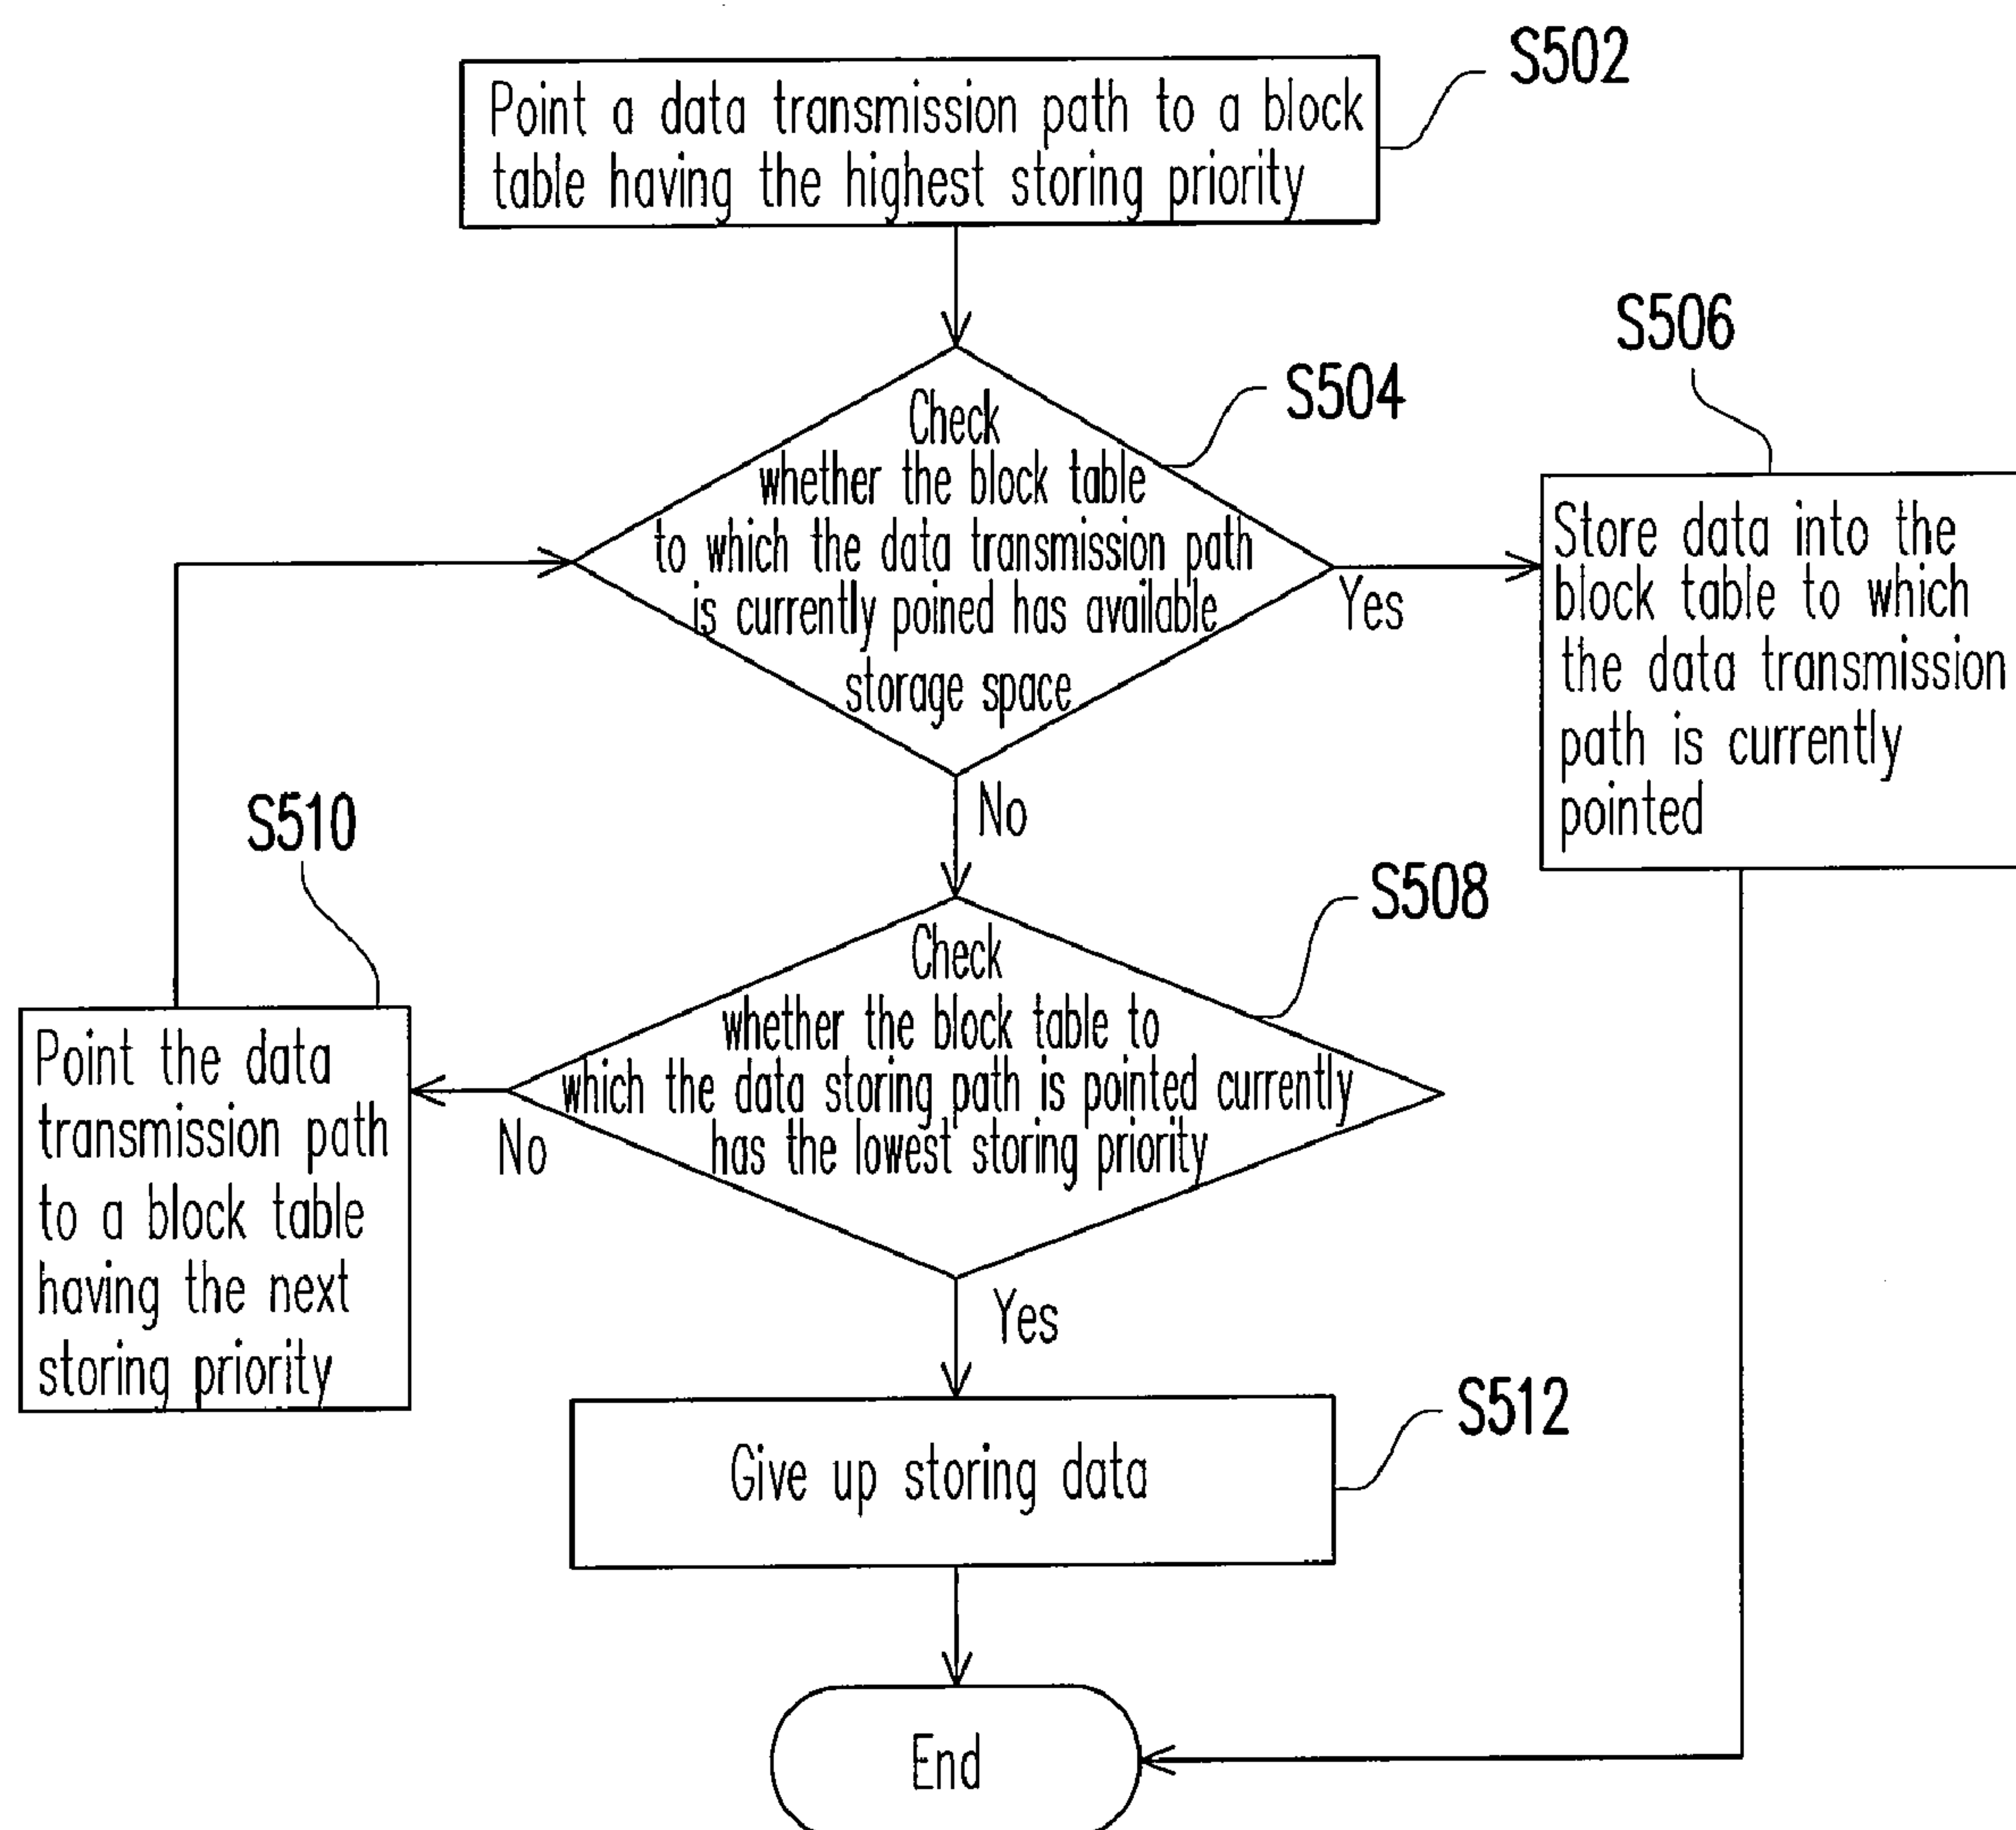 S502
Point a data transmission path to a block
table having the highest storing priority
S504
Check
whether the block table
to which the data transmission path
is currently poined has available
storage space
Yes
No
S506
Store data into the
block table to which
the data transmission
path is currently
pointed
S508
Check
whether the block table to
which the data storing path is pointed currently
has the lowest storing priority
No
Yes
S510
Point the data
transmission path
to a block table
having the next
storing priority
S512
Give up storing data
End